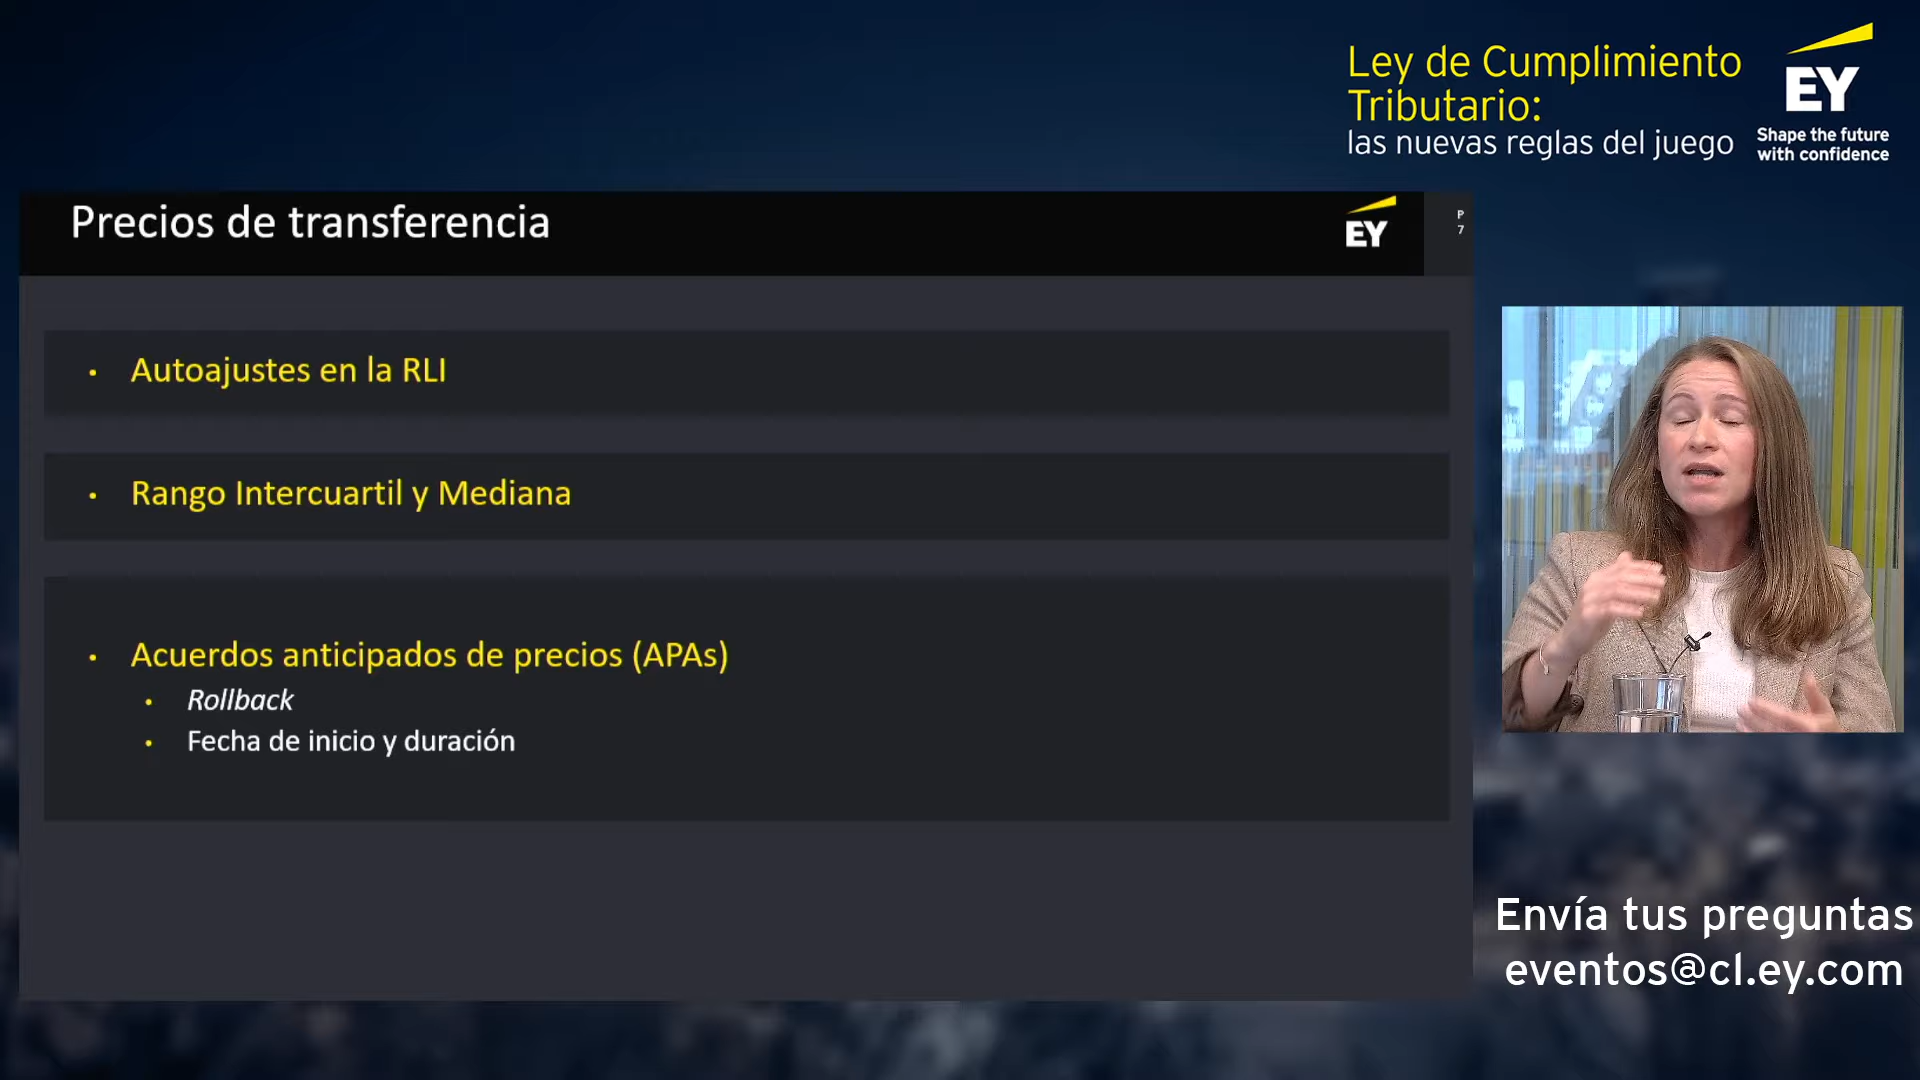 Ley de Cumplimiento
Tributario:
las nuevas reglas del juego
EY
Shape the future
with confidence
Precios de transferencia
EY
P
7
• Autoajustes en la RLI
• Rango Intercuartil y Mediana
• Acuerdos anticipados de precios (APAs)
• Rollback
• Fecha de inicio y duración
Envía tus preguntas
eventos@cl.ey.com